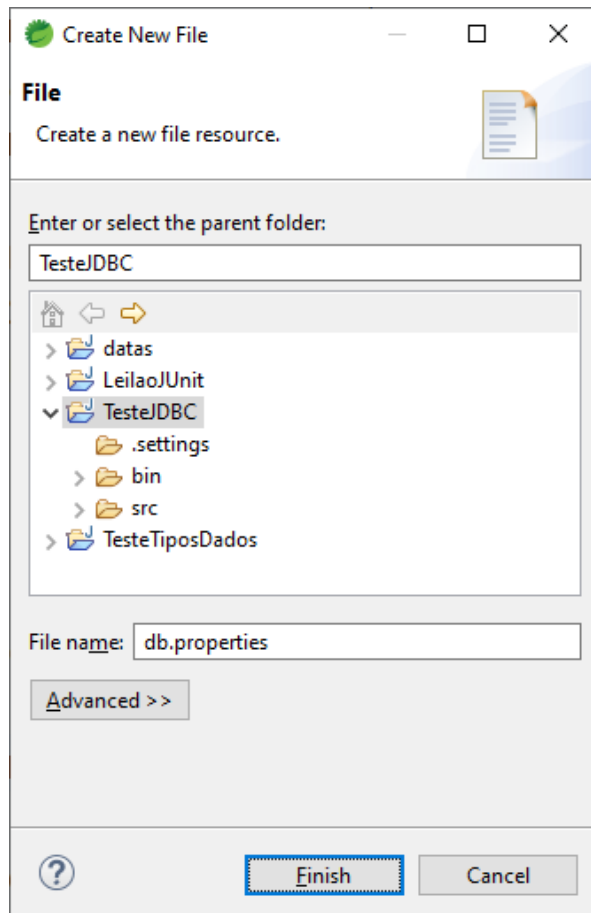 Create New File
File
Create a new file resource.
Enter or select the parent folder:
TesteJDBC
datas
LeilaoJUnit
TesteJDBC
.settings
bin
src
TesteTiposDados
File name: db.properties
Advanced >>
? Finish Cancel